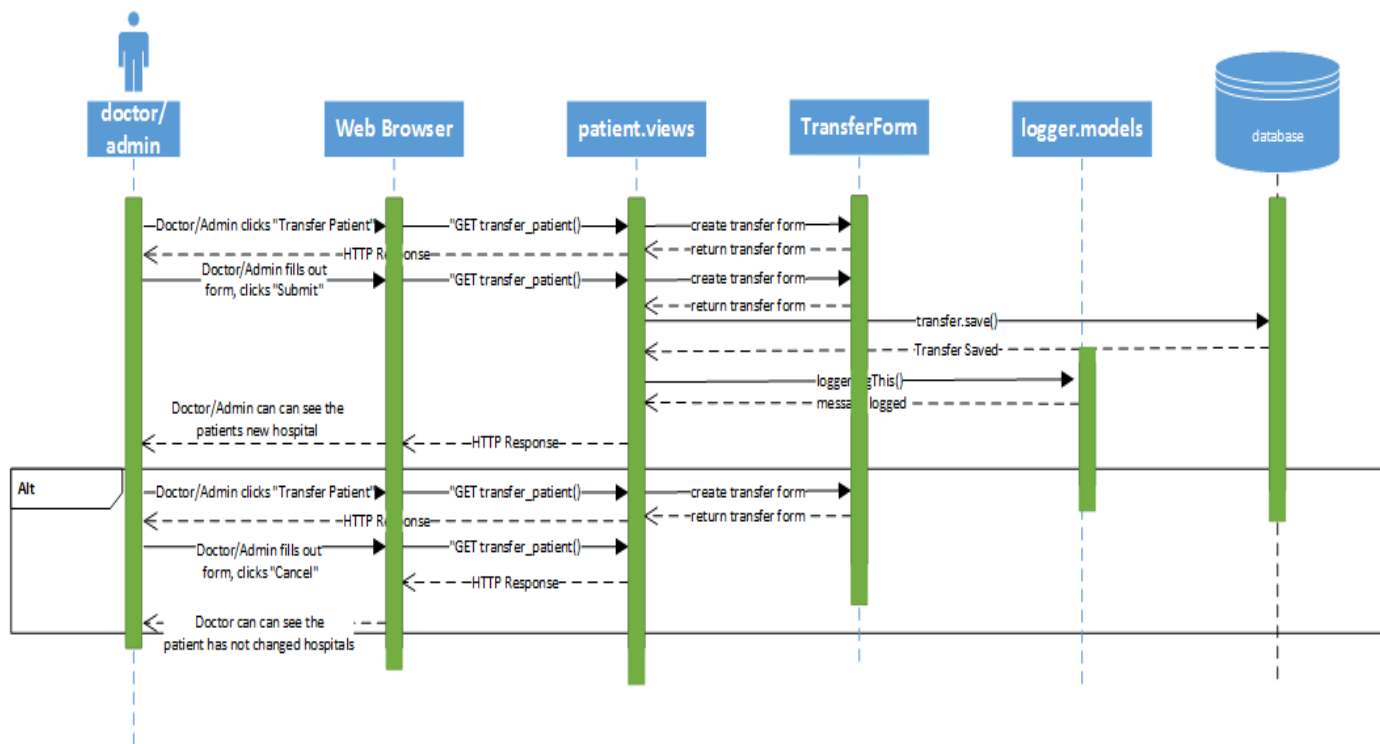 doctor/
admin
Web Browser
patient.views
TransferForm
logger.models
database
Doctor/Admin clicks "Transfer Patient"
"GET transfer_patient()
create transfer form
return transfer form
HTTP Response
Doctor/Admin fills out
form, clicks "Submit"
"GET transfer_patient()
create transfer form
return transfer form
transfer.save()
Transfer Saved
logger
gThis()
logged
Doctor/Admin can can see the
patients new hospital
HTTP Response
Alt
Doctor/Admin clicks "Transfer Patient"
"GET transfer_patient()
create transfer form
return transfer form
HTTP Response
Doctor/Admin fills out
form, clicks "Cancel"
"GET transfer_patient()
HTTP Response
Doctor can can see the
patient has not changed hospitals